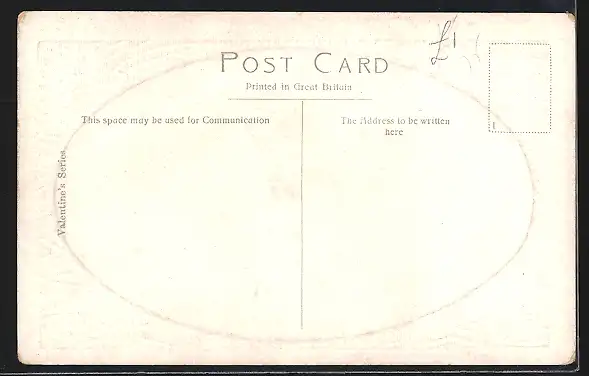 £1
POST CARD
Printed in Great Britain
This space may be used for Communication
The Address to be written
here
Valentine's Series.